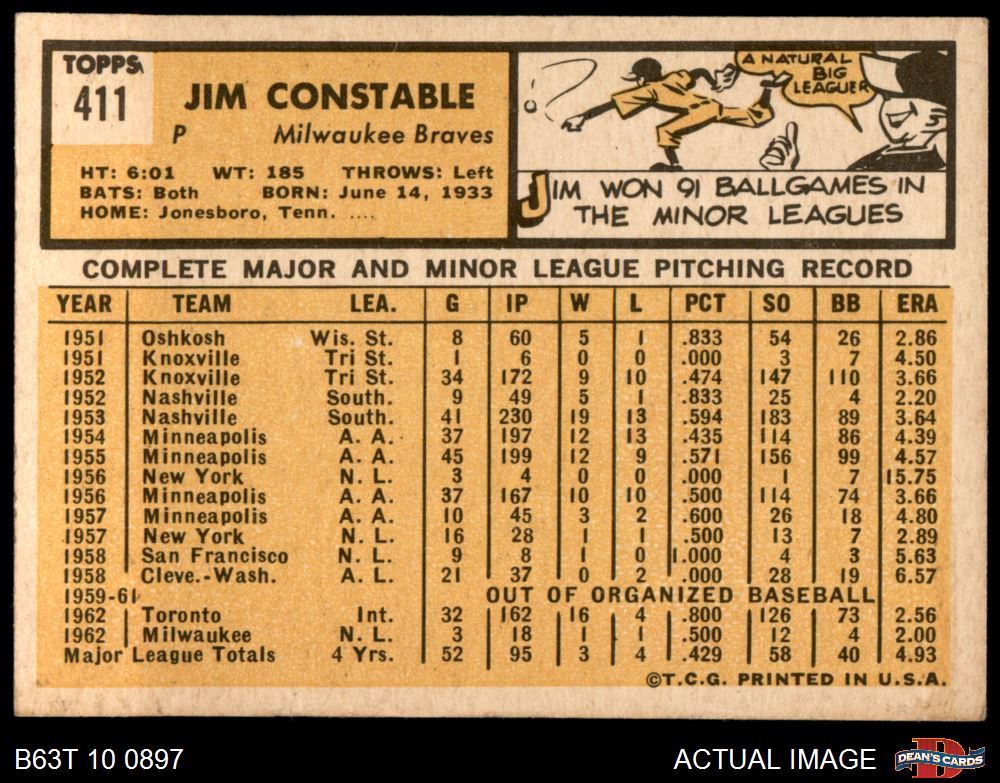 TOPPS
411
JIM CONSTABLE
P Milwaukee Braves
HT: 6:01 WT: 185 THROWS: Left
BATS: Both BORN: June 14, 1933
HOME: Jonesboro, Tenn. ....
A NATURAL
BIG
LEAGUER
JIM WON 91 BALLGAMES IN
THE MINOR LEAGUES
COMPLETE MAJOR AND MINOR LEAGUE PITCHING RECORD
YEAR TEAM LEA. G IP W L PCT SO BB ERA
1951 Oshkosh Wis. St. 8 60 5 1 .833 54 26 2.86
1951 Knoxville Tri St. 1 6 0 0 .000 3 7 4.50
1952 Knoxville Tri St. 34 172 9 10 .474 147 110 3.66
1952 Nashville South. 9 49 5 1 .833 25 4 2.20
1953 Nashville South. 41 230 19 13 .594 183 89 3.64
1954 Minneapolis A. A. 37 197 12 13 .435 114 86 4.39
1955 Minneapolis A. A. 45 199 12 9 .571 156 99 4.57
1956 New York N. L. 3 4 0 0 .000 1 7 15.75
1956 Minneapolis A. A. 37 167 10 10 .500 114 74 3.66
1957 Minneapolis A. A. 10 45 3 2 .600 26 18 4.80
1957 New York N. L. 16 28 1 1 .500 13 7 2.89
1958 San Francisco N. L. 9 8 1 0 1.000 4 3 5.63
1958 Cleve.-Wash. A. L. 21 37 0 2 .000 28 19 6.57
1959-61 OUT OF ORGANIZED BASEBALL
1962 Toronto Int. 32 162 16 4 .800 126 73 2.56
1962 Milwaukee N. L. 3 18 1 1 .500 12 4 2.00
Major League Totals 4 Yrs. 52 95 3 4 .429 58 40 4.93
©T.C.G. PRINTED IN U.S.A.
B63T 10 0897
ACTUAL IMAGE
D
DEAN'S CARDS